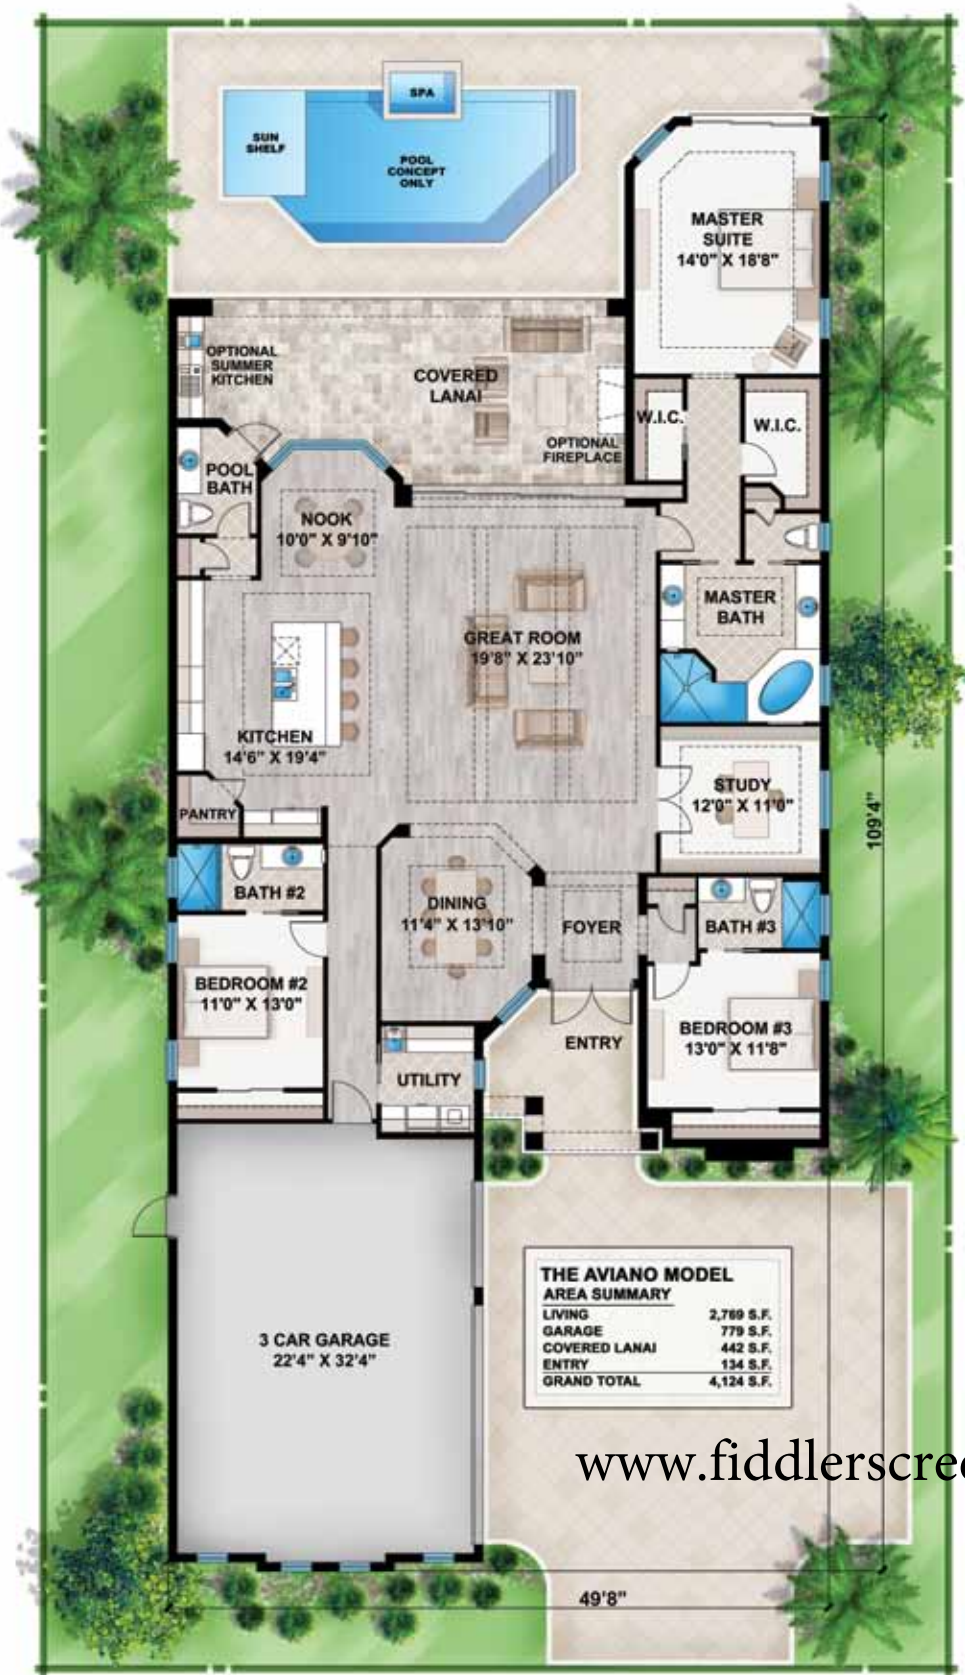 SPA
SUN
SHELF
POOL
CONCEPT
ONLY
MASTER
SUITE
14'0" X 18'8"
OPTIONAL
SUMMER
KITCHEN
COVERED
LANAI
OPTIONAL
FIREPLACE
W.I.C.
W.I.C.
POOL
BATH
NOOK
10'0" X 9'10"
MASTER
BATH
GREAT ROOM
19'8" X 23'10"
KITCHEN
14'6" X 19'4"
STUDY
12'0" X 11'0"
PANTRY
109'4"
BATH #2
DINING
11'4" X 13'10"
FOYER
BATH #3
BEDROOM #2
11'0" X 13'0"
BEDROOM #3
13'0" X 11'8"
ENTRY
UTILITY
3 CAR GARAGE
22'4" X 32'4"
THE AVIANO MODEL
AREA SUMMARY
LIVING 2,769 S.F.
GARAGE 779 S.F.
COVERED LANAI 442 S.F.
ENTRY 134 S.F.
GRAND TOTAL 4,124 S.F.
www.fiddlerscree
49'8"